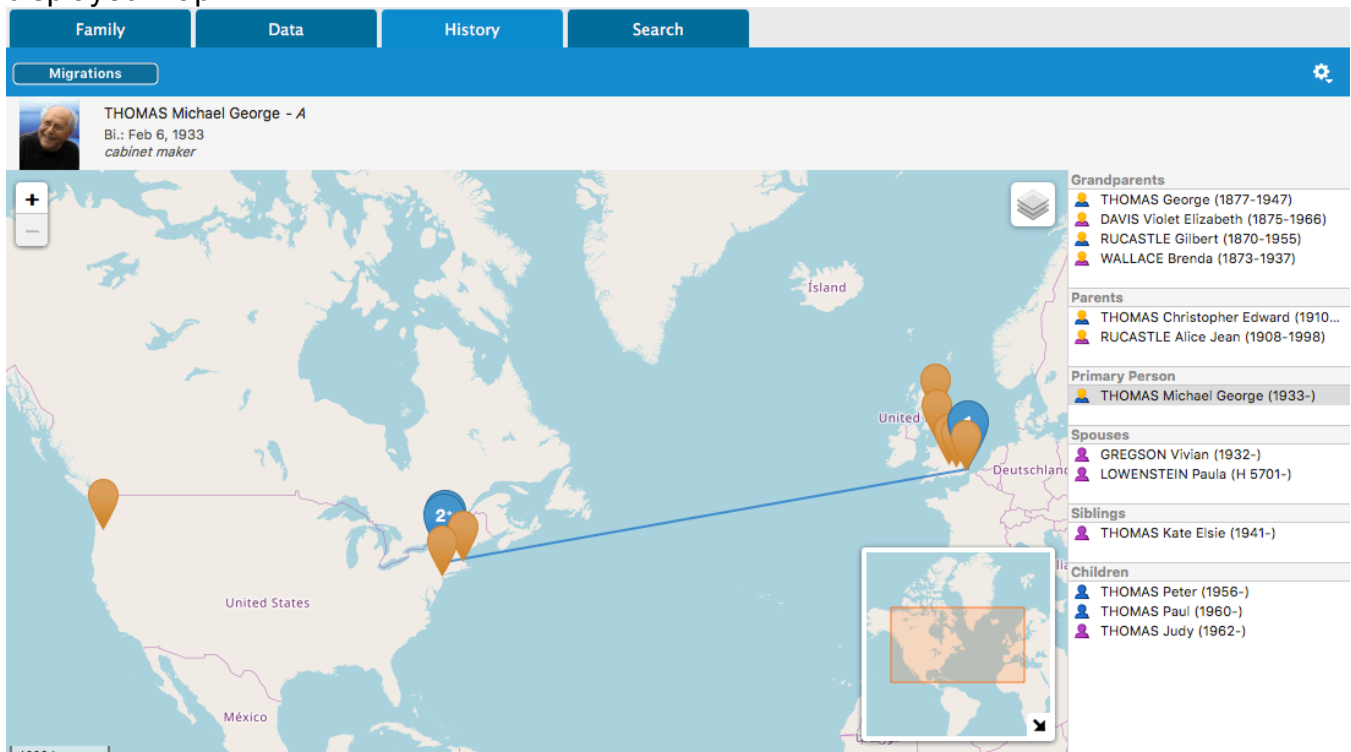 Family
Data
History
Search
Migrations
THOMAS Michael George - A
Bi.: Feb 6, 1933
cabinet maker
+
Ísland
United
Deutschland
2+
1
United States
México
Grandparents
THOMAS George (1877-1947)
DAVIS Violet Elizabeth (1875-1966)
RUCASTLE Gilbert (1870-1955)
WALLACE Brenda (1873-1937)
Parents
THOMAS Christopher Edward (1910...
RUCASTLE Alice Jean (1908-1998)
Primary Person
THOMAS Michael George (1933-)
Spouses
GREGSON Vivian (1932-)
LOWENSTEIN Paula (H 5701-)
Siblings
THOMAS Kate Elsie (1941-)
Children
THOMAS Peter (1956-)
THOMAS Paul (1960-)
THOMAS Judy (1962-)